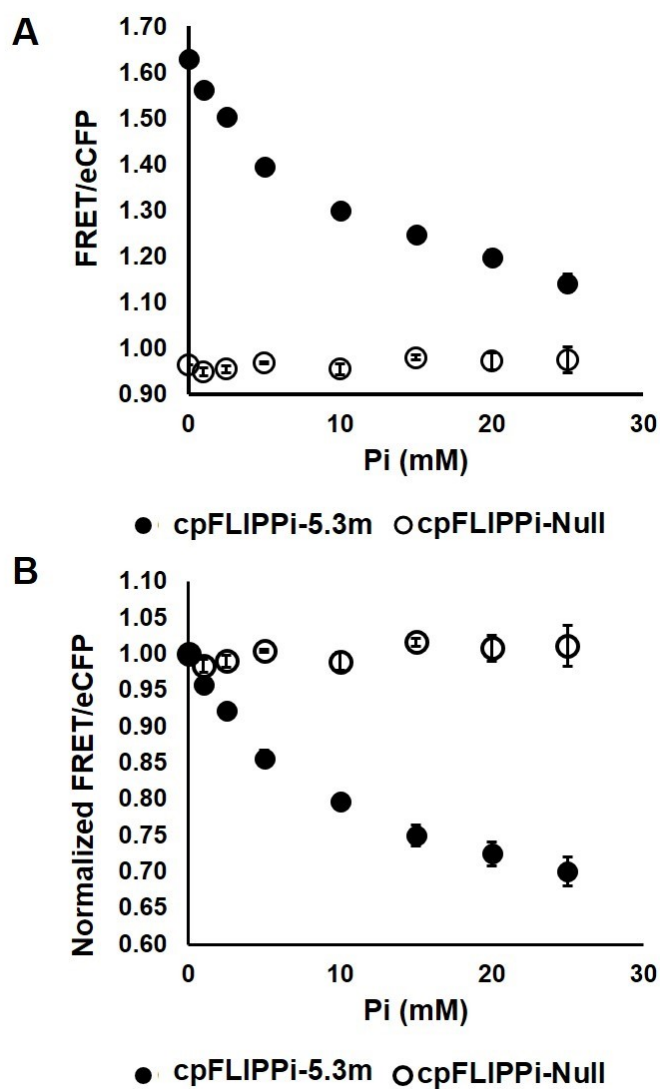 A
FRET/eCFP
1.70
1.60
1.50
1.40
1.30
1.20
1.10
1.00
0.90
0 10 20 30
Pi (mM)
cpFLIPPi-5.3m cpFLIPPi-Null
B
Normalized FRET/eCFP
1.10
1.05
1.00
0.95
0.90
0.85
0.80
0.75
0.70
0.65
0.60
0 10 20 30
Pi (mM)
cpFLIPPi-5.3m cpFLIPPi-Null